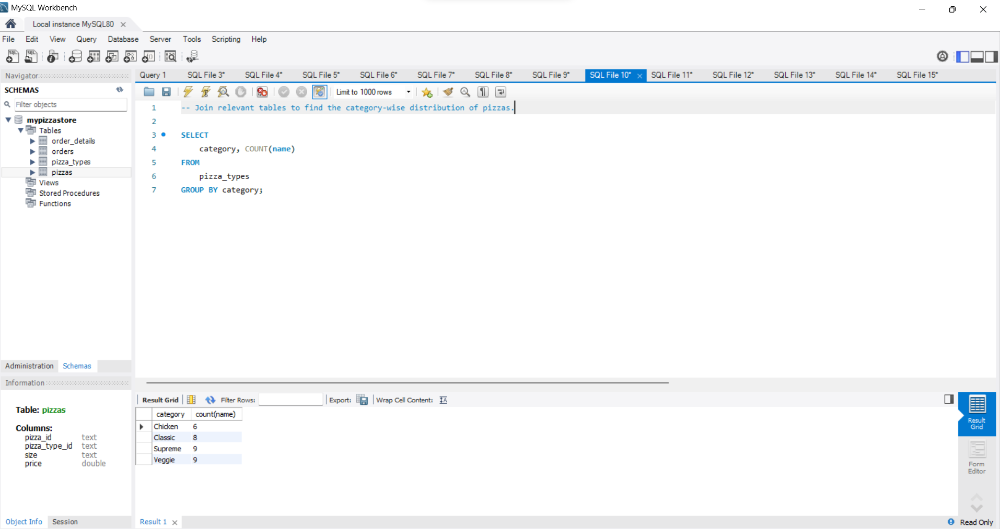 MySQL Workbench
Local instance MySQL80
File Edit View Query Database Server Tools Scripting Help
Navigator
SCHEMAS
Filter objects
mypizzastore
Tables
order_details
orders
pizza_types
pizzas
Views
Stored Procedures
Functions
Administration Schemas
Information
Table: pizzas
Columns:
pizza_id text
pizza_type_id text
size text
price double
Object Info Session
Query 1 SQL File 3* SQL File 4* SQL File 5* SQL File 6* SQL File 7* SQL File 8* SQL File 9* SQL File 10* SQL File 11* SQL File 12* SQL File 13* SQL File 14* SQL File 15*
Limit to 1000 rows
1 -- Join relevant tables to find the category-wise distribution of pizzas.
2
3 SELECT
4 category, COUNT(name)
5 FROM
6 pizza_types
7 GROUP BY category;
Result Grid Filter Rows: Export: Wrap Cell Content:
category count(name)
Chicken 6
Classic 8
Supreme 9
Veggie 9
Result
Grid
Form
Editor
Result 1
Read Only